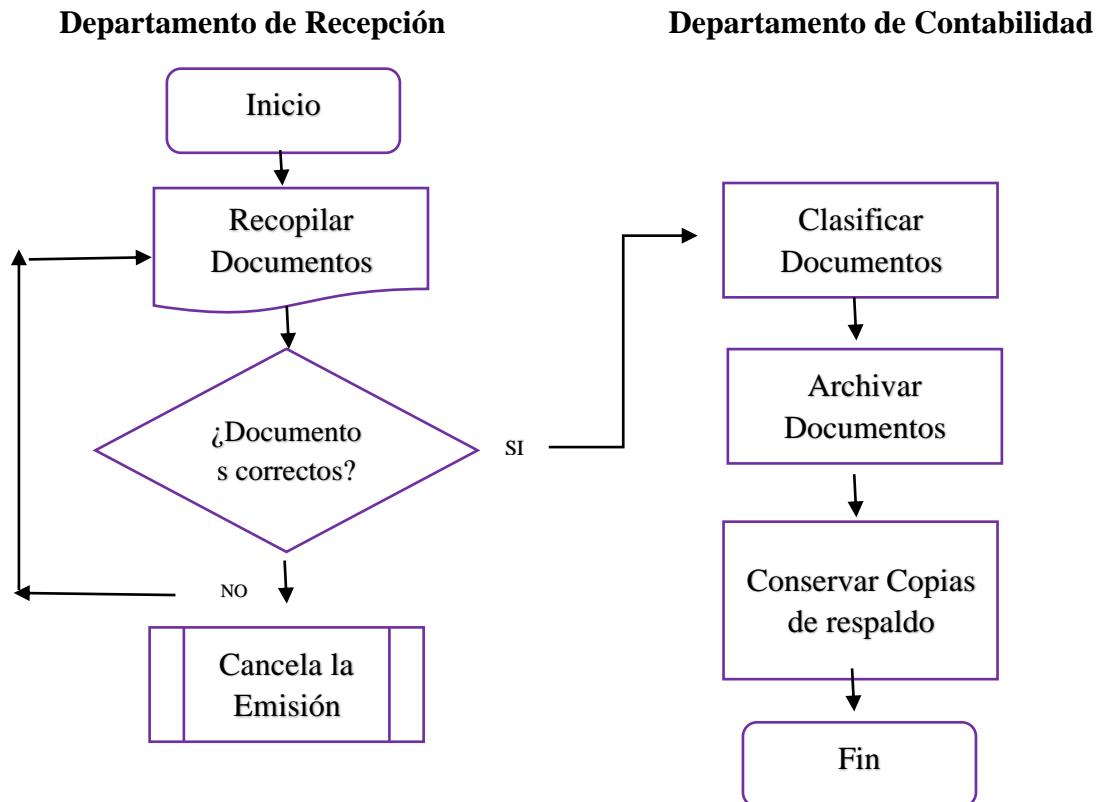 Departamento de Recepción
Departamento de Contabilidad
Inicio
Recopilar
Documentos
¿Documento
s correctos?
SI
NO
Cancela la
Emisión
Clasificar
Documentos
Archivar
Documentos
Conservar Copias
de respaldo
Fin